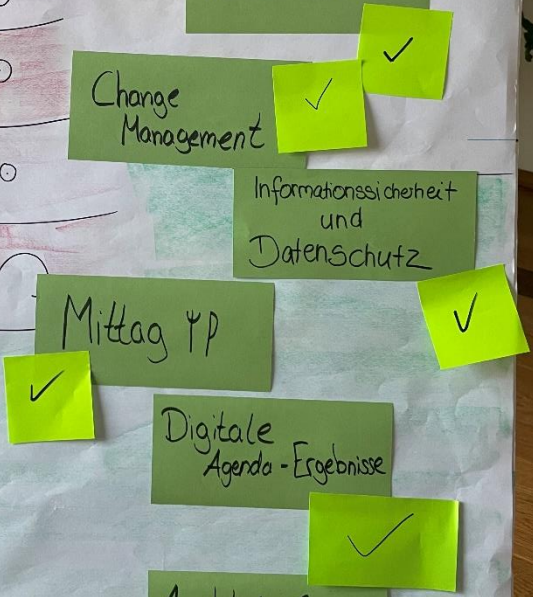 Change
Management
Informationssicherheit
und
Datenschutz
Mittag
Digitale
Agenda - Ergebnisse